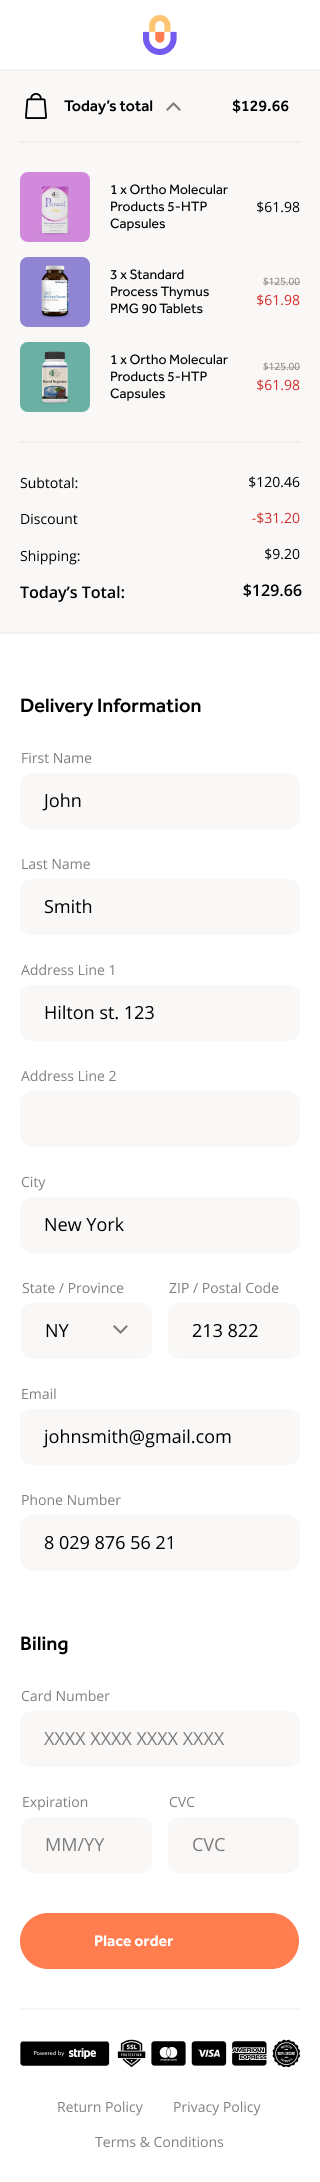 Today's total
$129.66
1 x Ortho Molecular
Products 5-HTP
Capsules
$61.98
3 x Standard
Process Thymus
PMG 90 Tablets
$125.00
$61.98
1 x Ortho Molecular
Products 5-HTP
Capsules
$125.00
$61.98
Subtotal:
$120.46
Discount
-$31.20
Shipping:
$9.20
Today's Total:
$129.66
Delivery Information
First Name
John
Last Name
Smith
Address Line 1
Hilton st. 123
Address Line 2
City
New York
State / Province
ZIP / Postal Code
NY
213 822
Email
johnsmith@gmail.com
Phone Number
8 029 876 56 21
Biling
Card Number
XXXX XXXX XXXX XXXX
Expiration
CVC
MM/YY
CVC
Place order
Powered by stripe
SSL
VISA
AMERICAN
EXPRESS
Return Policy
Privacy Policy
Terms & Conditions